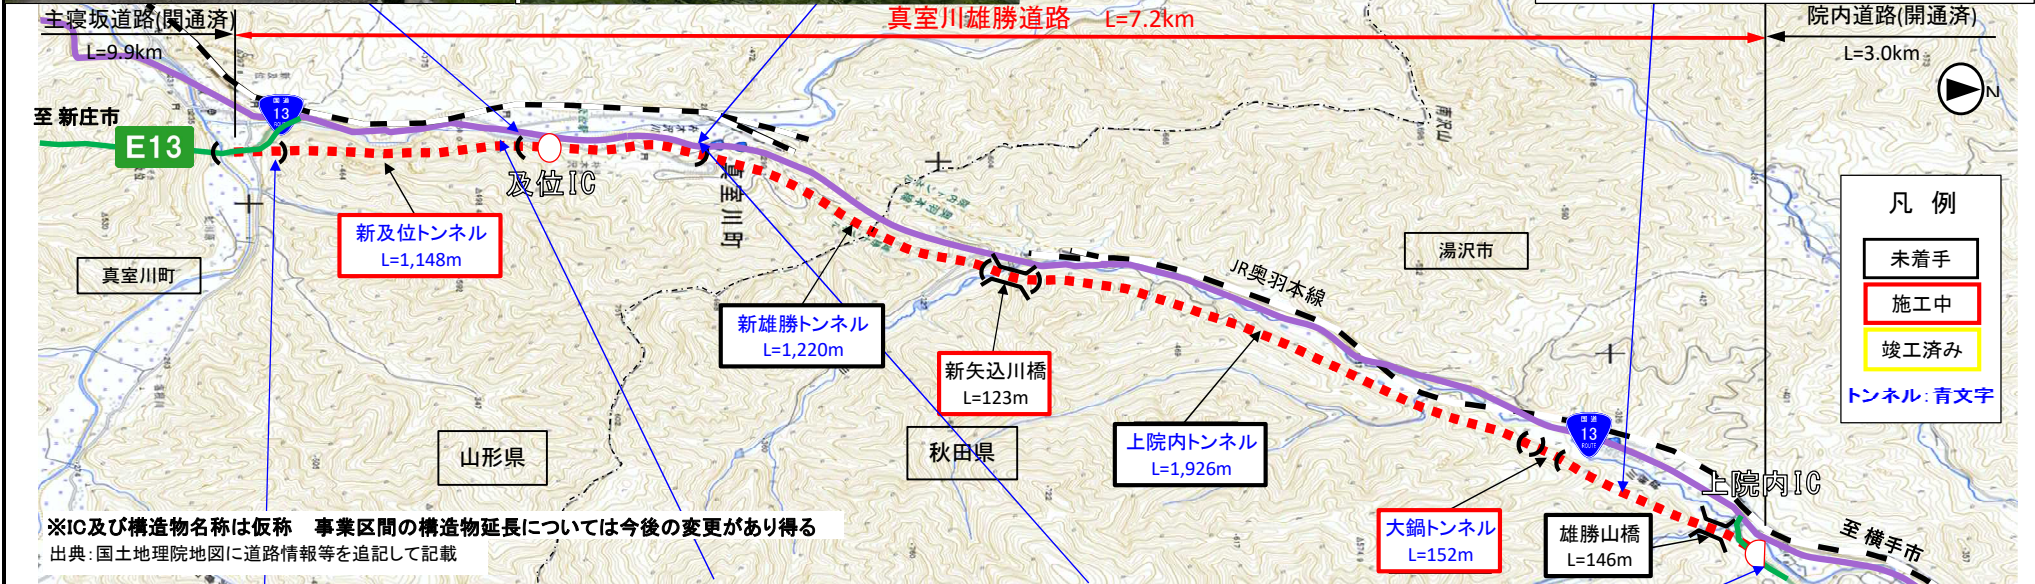 主寝坂道路(開通済)
L=9.9km
真室川雄勝道路 L=7.2km
院内道路(開通済)
L=3.0km
N
至 新庄市
E13
国道
13
ROUTE
及位IC
真室川町
新及位トンネル
L=1,148m
真室川町
新雄勝トンネル
L=1,220m
新矢込川橋
L=123m
JR奥羽本線
湯沢市
南沢山
凡 例
未着手
施工中
竣工済み
トンネル:青文字
山形県
秋田県
上院内トンネル
L=1,926m
国道
13
ROUTE
上院内IC
大鍋トンネル
L=152m
雄勝山橋
L=146m
至 横手市
※IC及び構造物名称は仮称 事業区間の構造物延長については今後の変更があり得る
出典:国土地理院地図に道路情報等を追記して記載